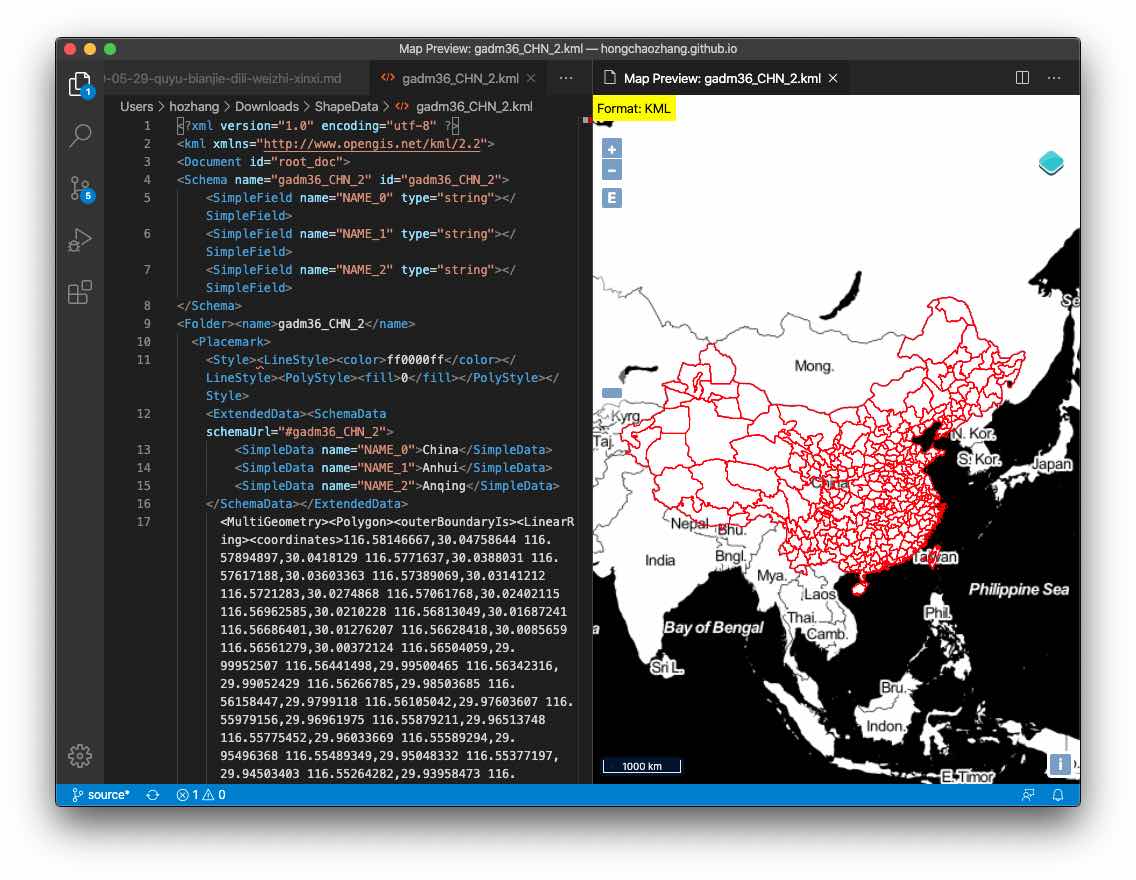 Map Preview: gadm36_CHN_2.kml — hongchaozhang.github.io
0-05-29-quyu-bianjie-dili-weizhi-xinxi.md
gadm36_CHN_2.kml
Map Preview: gadm36_CHN_2.kml
Users > hozhang > Downloads > ShapeData > gadm36_CHN_2.kml
1 <?xml version="1.0" encoding="utf-8" ?>
2 <kml xmlns="http://www.opengis.net/kml/2.2">
3 <Document id="root_doc">
4 <Schema name="gadm36_CHN_2" id="gadm36_CHN_2">
5 <SimpleField name="NAME_0" type="string"></
SimpleField>
6 <SimpleField name="NAME_1" type="string"></
SimpleField>
7 <SimpleField name="NAME_2" type="string"></
SimpleField>
8 </Schema>
9 <Folder><name>gadm36_CHN_2</name>
10 <Placemark>
11 <Style><LineStyle><color>ff0000ff</color></
LineStyle><PolyStyle><fill>0</fill></PolyStyle></
Style>
12 <ExtendedData><SchemaData
schemaUrl="#gadm36_CHN_2">
13 <SimpleData name="NAME_0">China</SimpleData>
14 <SimpleData name="NAME_1">Anhui</SimpleData>
15 <SimpleData name="NAME_2">Anqing</SimpleData>
16 </SchemaData></ExtendedData>
17 <MultiGeometry><Polygon><outerBoundaryIs><LinearR
ing><coordinates>116.58146667,30.04758644 116.
57894897,30.0418129 116.5771637,30.0388031 116.
57617188,30.03603363 116.57389069,30.03141212
116.5721283,30.0274868 116.57061768,30.02402115
116.56962585,30.0210228 116.56813049,30.01687241
116.56686401,30.01276207 116.56628418,30.0085659
116.56561279,30.00372124 116.56504059,29.
99952507 116.56441498,29.99500465 116.56342316,
29.99052429 116.56266785,29.98503685 116.
56158447,29.9799118 116.56105042,29.97603607 116.
55979156,29.96961975 116.55879211,29.96513748
116.55775452,29.96033669 116.55589294,29.
95496368 116.55489349,29.95048332 116.55377197,
29.94503403 116.55264282,29.93958473 116.
Format: KML
+
−
E
Se
Mong.
Kyrg.
Taj.
N. Kor.
S. Kor.
Japan
China
Nepal
Bhu.
India
Bngl.
Taiwan
Mya.
Laos
Philippine Sea
Phil.
Thai.
a
Bay of Bengal
Camb.
Sri L.
Bru.
Indon.
1000 km
E. Timor
i
1
5
source*
1 0